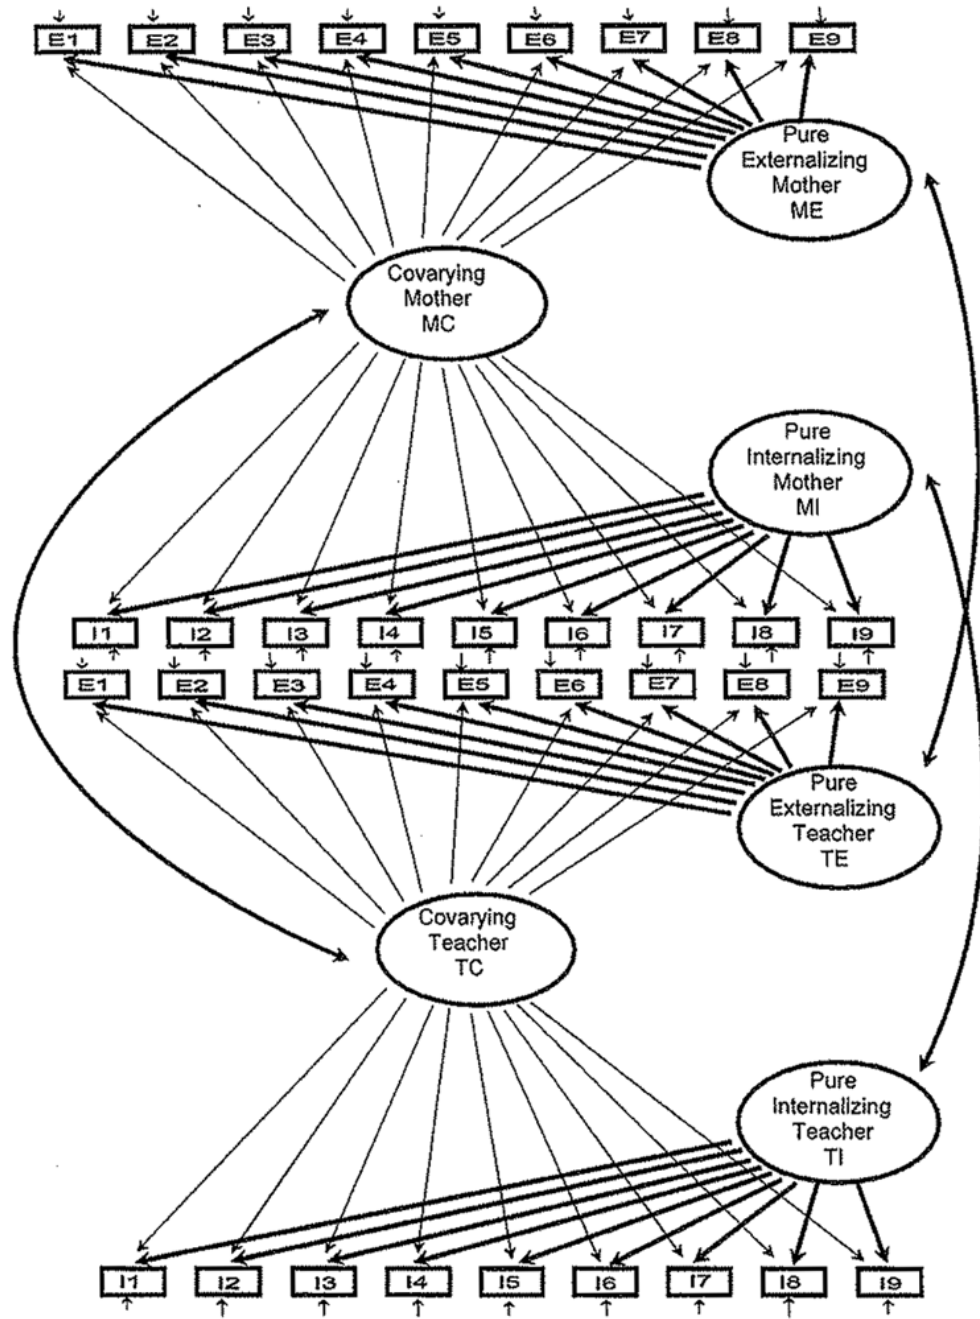 E1 E2 E3 E4 E5 E6 E7 E8 E9
Pure
Externalizing
Mother
ME
Covarying
Mother
MC
Pure
Internalizing
Mother
MI
I1 I2 I3 I4 I5 I6 I7 I8 I9
E1 E2 E3 E4 E5 E6 E7 E8 E9
Pure
Externalizing
Teacher
TE
Covarying
Teacher
TC
Pure
Internalizing
Teacher
TI
I1 I2 I3 I4 I5 I6 I7 I8 I9